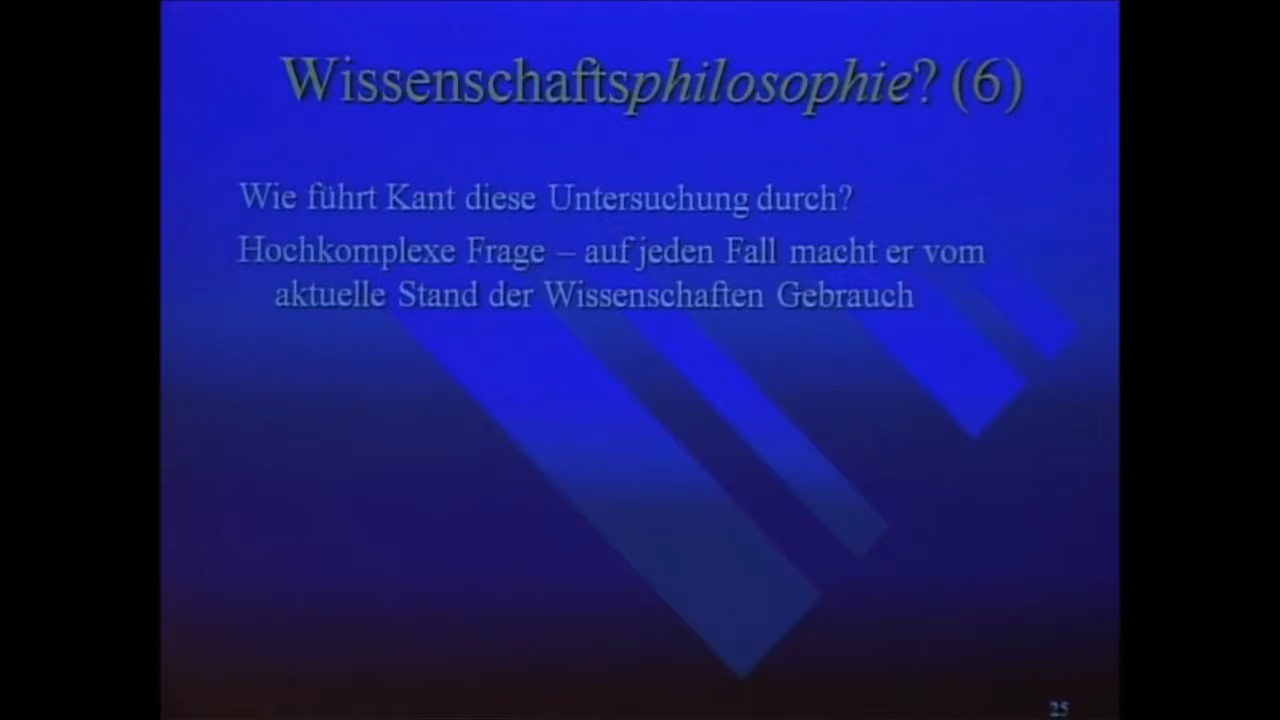 Wissenschaftsphilosophie? (6)
Wie führt Kant diese Untersuchung durch?
Hochkomplexe Frage – auf jeden Fall macht er vom
aktuelle Stand der Wissenschaften Gebrauch
25